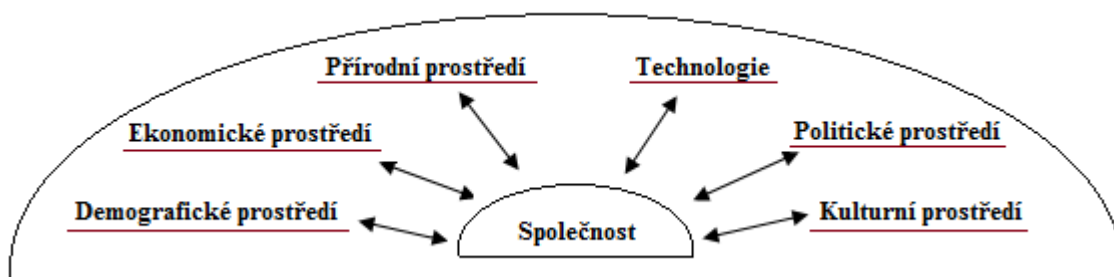 Přírodní prostředí
Technologie
Ekonomické prostředí
Politické prostředí
Demografické prostředí
Společnost
Kulturní prostředí